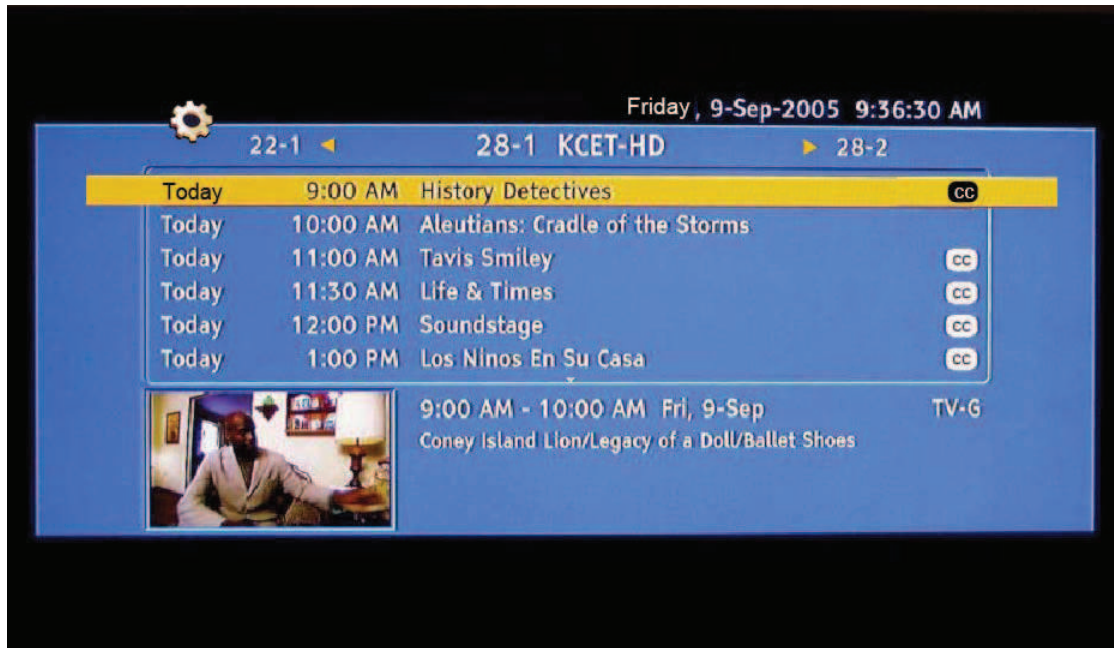 Friday, 9-Sep-2005 9:36:30 AM
22-1 ◄ 28-1 KCET-HD ► 28-2
Today 9:00 AM History Detectives CC
Today 10:00 AM Aleutians: Cradle of the Storms
Today 11:00 AM Tavis Smiley CC
Today 11:30 AM Life & Times CC
Today 12:00 PM Soundstage CC
Today 1:00 PM Los Ninos En Su Casa CC
9:00 AM - 10:00 AM Fri, 9-Sep TV-G
Coney Island Lion/Legacy of a Doll/Ballet Shoes